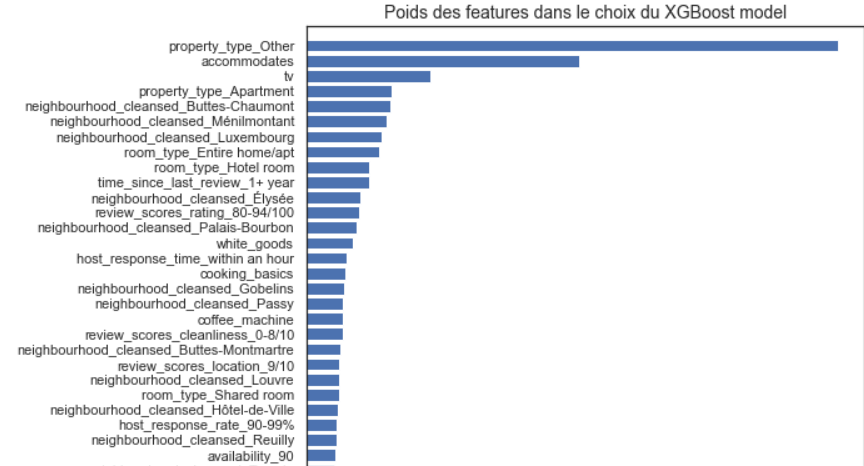 Poids des features dans le choix du XGBoost model
property_type_Other
accommodates
tv
property_type_Apartment
neighbourhood_cleansed_Buttes-Chaumont
neighbourhood_cleansed_Ménilmontant
neighbourhood_cleansed_Luxembourg
room_type_Entire home/apt
room_type_Hotel room
time_since_last_review_1+ year
neighbourhood_cleansed_Élysée
review_scores_rating_80-94/100
neighbourhood_cleansed_Palais-Bourbon
white_goods
host_response_time_within an hour
cooking_basics
neighbourhood_cleansed_Gobelins
neighbourhood_cleansed_Passy
coffee_machine
review_scores_cleanliness_0-8/10
neighbourhood_cleansed_Buttes-Montmartre
review_scores_location_9/10
neighbourhood_cleansed_Louvre
room_type_Shared room
neighbourhood_cleansed_Hôtel-de-Ville
host_response_rate_90-99%
neighbourhood_cleansed_Reuilly
availability_90